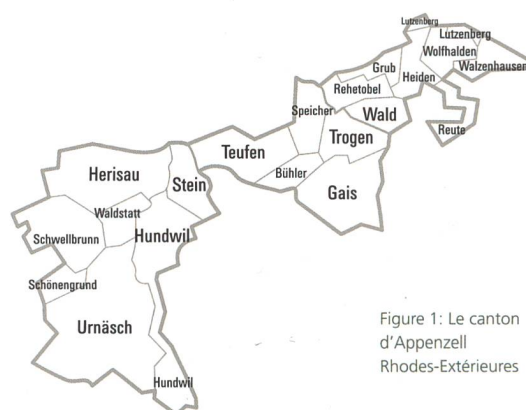 Lutzenberg
Lutzenberg
Wolfhalden
Grub
Walzenhausen
Heiden
Rehetobel
Speicher
Wald
Reute
Trogen
Teufen
Herisau
Bühler
Stein
Gais
Waldstatt
Schwellbrunn
Hundwil
Schönengrund
Urnäsch
Hundwil
Figure 1: Le canton
d'Appenzell
Rhodes-Extérieures